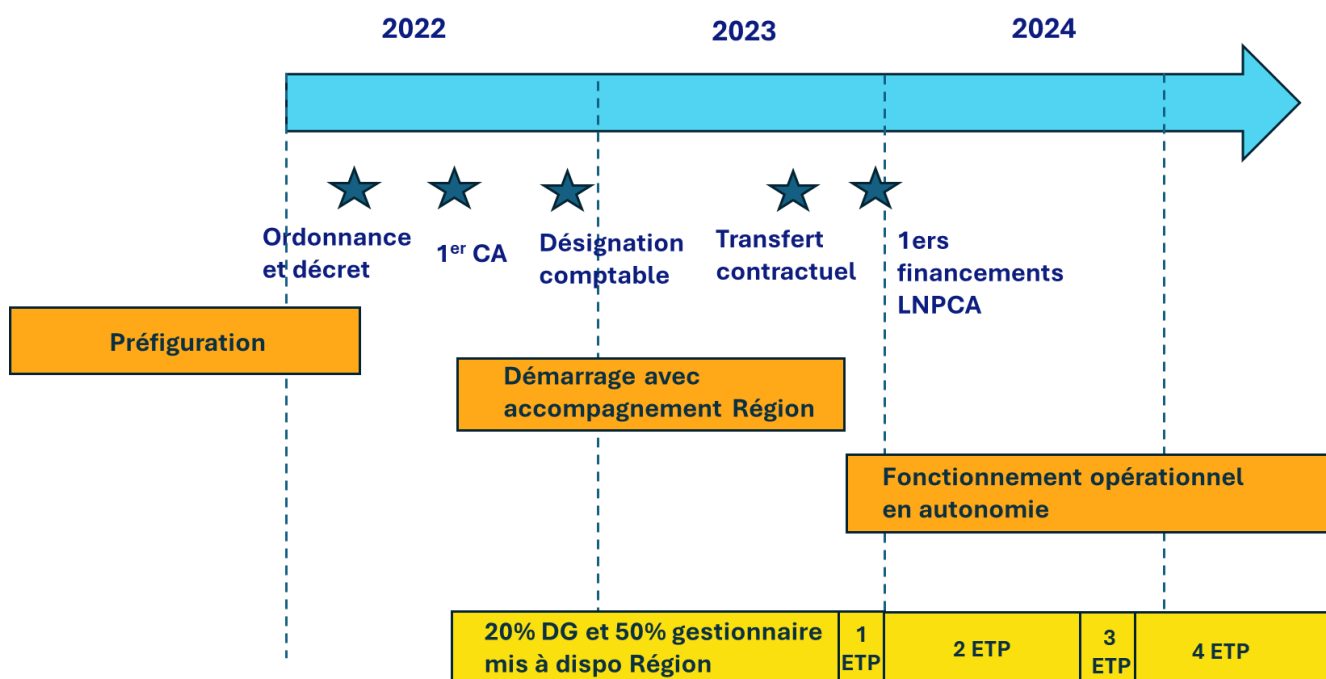 2022
2023
2024
Ordonnance
et décret
1er CA
Désignation
comptable
Transfert
contractuel
1ers
financements
LNPCA
Préfiguration
Démarrage avec
accompagnement Région
Fonctionnement opérationnel
en autonomie
20% DG et 50% gestionnaire
mis à dispo Région
1
ETP
2 ETP
3
ETP
4 ETP